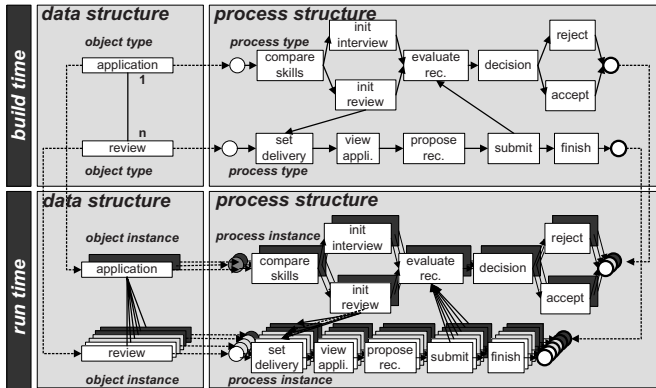 build time
data structure
object type
application
1
n
review
object type
process structure
process type
compare
skills
init
interview
init
review
evaluate
rec.
decision
reject
accept
set
delivery
view
appli.
propose
rec.
submit
finish
process type
run time
data structure
object instance
application
review
object instance
process structure
process instance
compare
skills
init
interview
init
review
evaluate
rec.
decision
reject
accept
set
delivery
view
appli.
propose
rec.
submit
finish
process instance